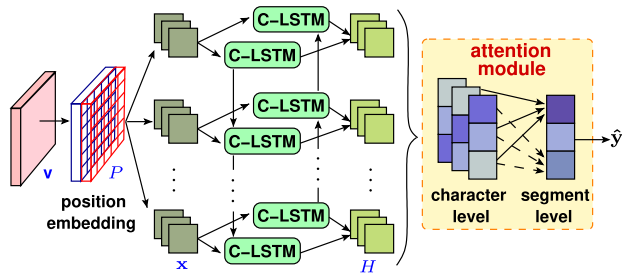 C−LSTM
C−LSTM
C−LSTM
C−LSTM
C−LSTM
C−LSTM
v
P
position
embedding
x
H
attention
module
character
level
segment
level
ŷ